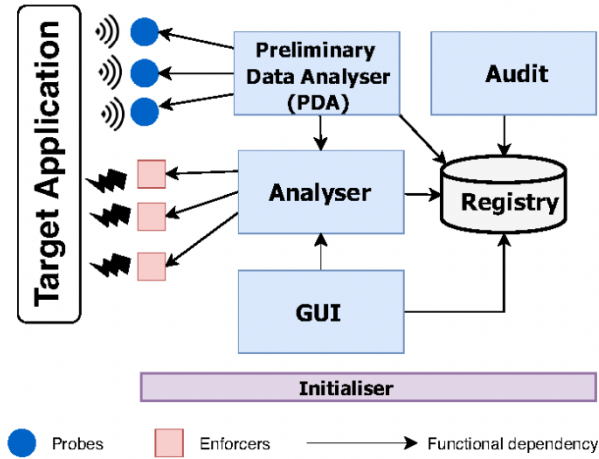 Target Application
Preliminary
Data Analyser
(PDA)
Audit
Analyser
Registry
GUI
Initialiser
Probes
Enforcers
Functional dependency